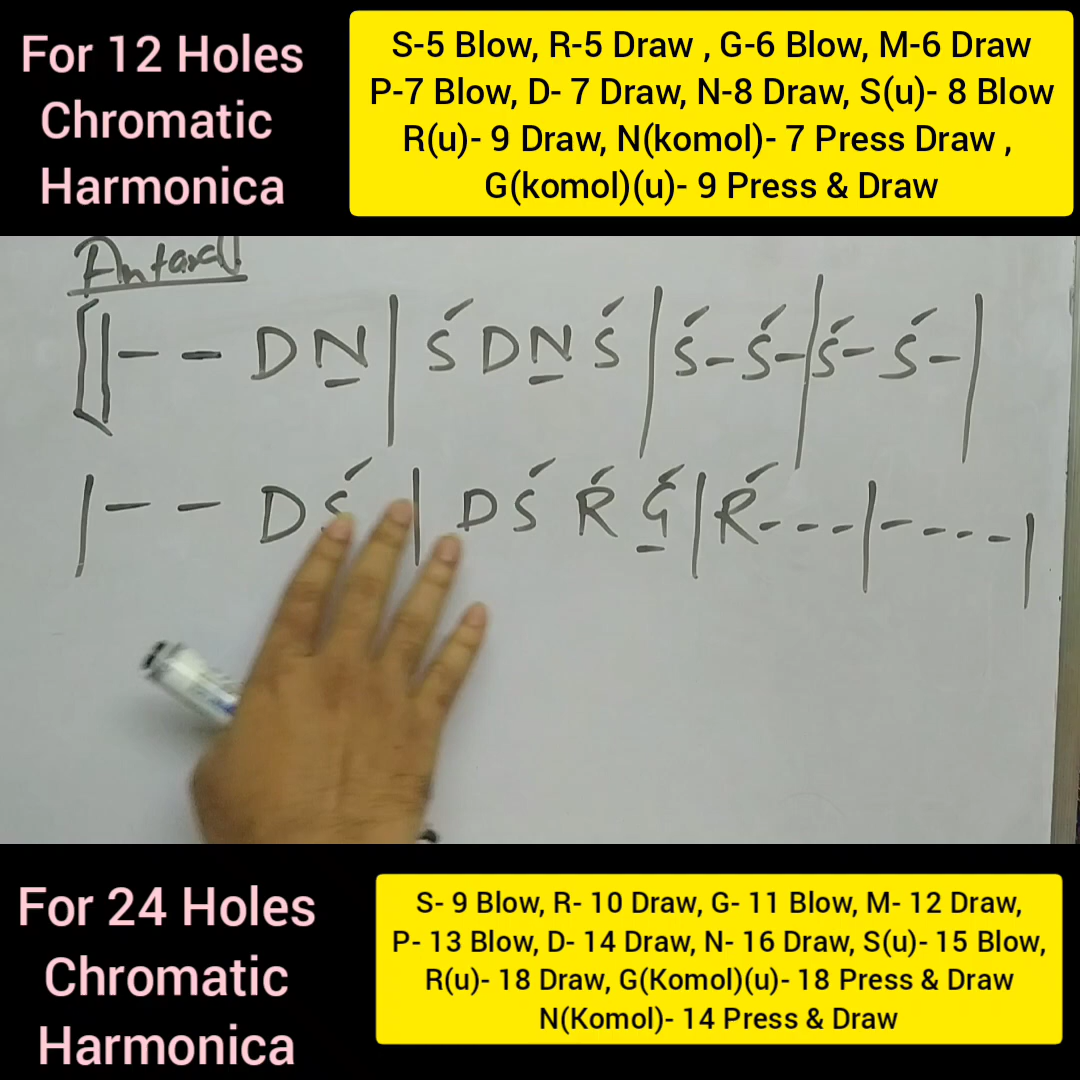 For 12 Holes
Chromatic
Harmonica
S-5 Blow, R-5 Draw , G-6 Blow, M-6 Draw
P-7 Blow, D- 7 Draw, N-8 Draw, S(u)- 8 Blow
R(u)- 9 Draw, N(komol)- 7 Press Draw ,
G(komol)(u)- 9 Press & Draw
Antara
[|-- D N̲ | Ś D N̲ Ś | Ś-Ś- | Ś-Ś- |
|-- D Ś | D Ś Ŕ Ǵ̲ | Ŕ--- | ---- |
For 24 Holes
Chromatic
Harmonica
S- 9 Blow, R- 10 Draw, G- 11 Blow, M- 12 Draw,
P- 13 Blow, D- 14 Draw, N- 16 Draw, S(u)- 15 Blow,
R(u)- 18 Draw, G(Komol)(u)- 18 Press & Draw
N(Komol)- 14 Press & Draw